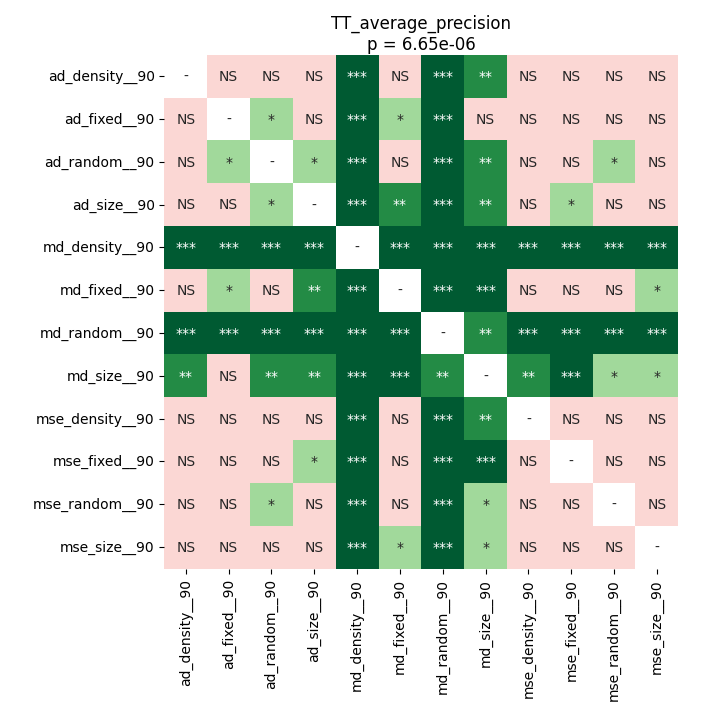 TT_average_precision
p = 6.65e-06
ad_density__90 - NS NS NS *** NS *** ** NS NS NS NS
ad_fixed__90 NS - * NS *** * *** NS NS NS NS NS
ad_random__90 NS * - * *** NS *** ** NS NS * NS
ad_size__90 NS NS * - *** ** *** ** NS * NS NS
md_density__90 *** *** *** *** - *** *** *** *** *** *** ***
md_fixed__90 NS * NS ** *** - *** *** NS NS NS *
md_random__90 *** *** *** *** *** *** - ** *** *** *** ***
md_size__90 ** NS ** ** *** *** ** - ** *** * *
mse_density__90 NS NS NS NS *** NS *** ** - NS NS NS
mse_fixed__90 NS NS NS * *** NS *** *** NS - NS NS
mse_random__90 NS NS * NS *** NS *** * NS NS - NS
mse_size__90 NS NS NS NS *** * *** * NS NS NS -
ad_density__90
ad_fixed__90
ad_random__90
ad_size__90
md_density__90
md_fixed__90
md_random__90
md_size__90
mse_density__90
mse_fixed__90
mse_random__90
mse_size__90